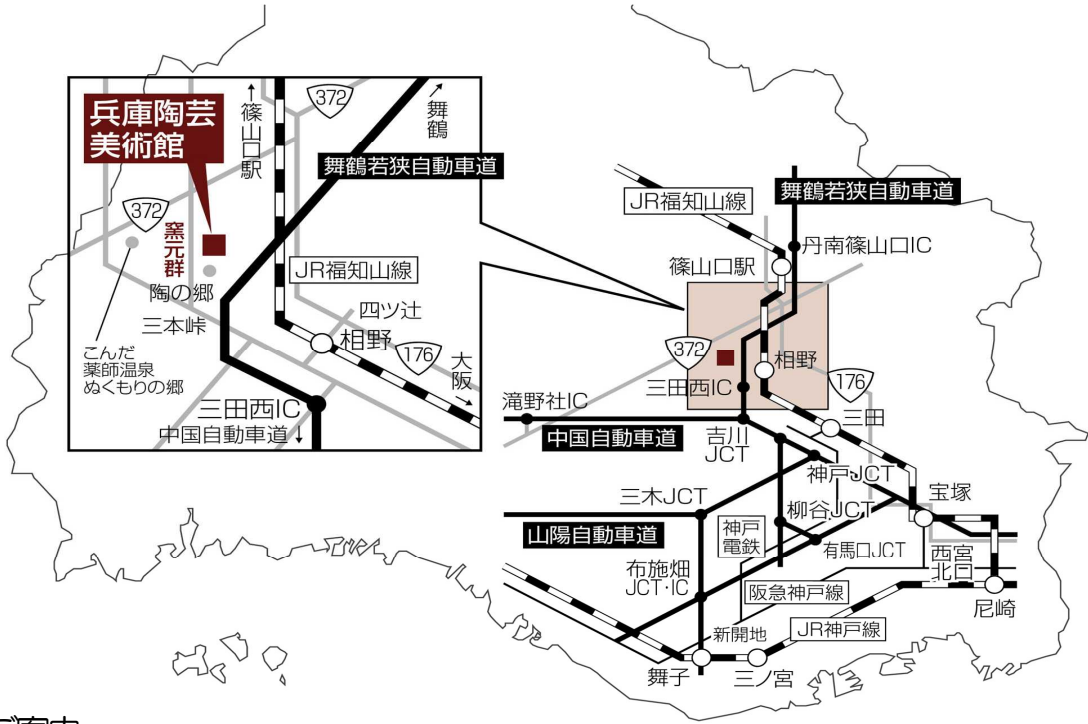 兵庫陶芸
美術館
↑篠山口駅
372
舞鶴
舞鶴若狭自動車道
372
窯元群
JR福知山線
陶の郷
四ツ辻
三本峠
相野
176
大阪
こんだ
薬師温泉
ぬくもりの郷
三田西IC
中国自動車道
JR福知山線
舞鶴若狭自動車道
丹南篠山口IC
篠山口駅
372
相野
三田西IC
176
滝野社IC
三田
中国自動車道
吉川
JCT
神戸JCT
三木JCT
柳谷JCT
宝塚
山陽自動車道
神戸
電鉄
有馬口JCT
西宮
北口
布施畑
JCT・IC
阪急神戸線
尼崎
新開地
JR神戸線
舞子
三ノ宮